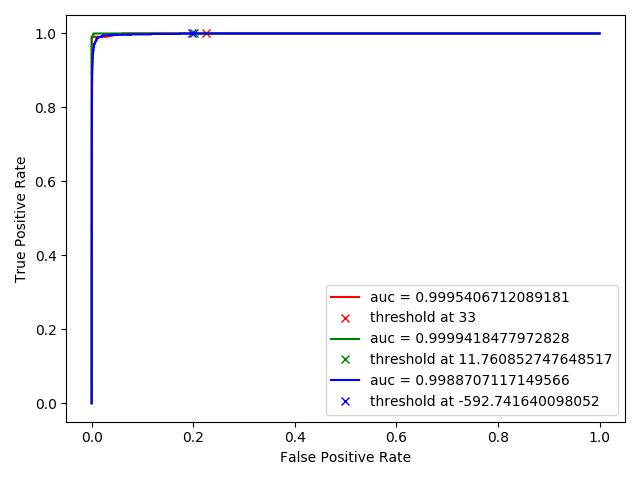 1.0
0.8
0.6
0.4
0.2
0.0
True Positive Rate
auc = 0.9995406712089181
threshold at 33
auc = 0.9999418477972828
threshold at 11.760852747648517
auc = 0.9988707117149566
threshold at -592.741640098052
0.0 0.2 0.4 0.6 0.8 1.0
False Positive Rate